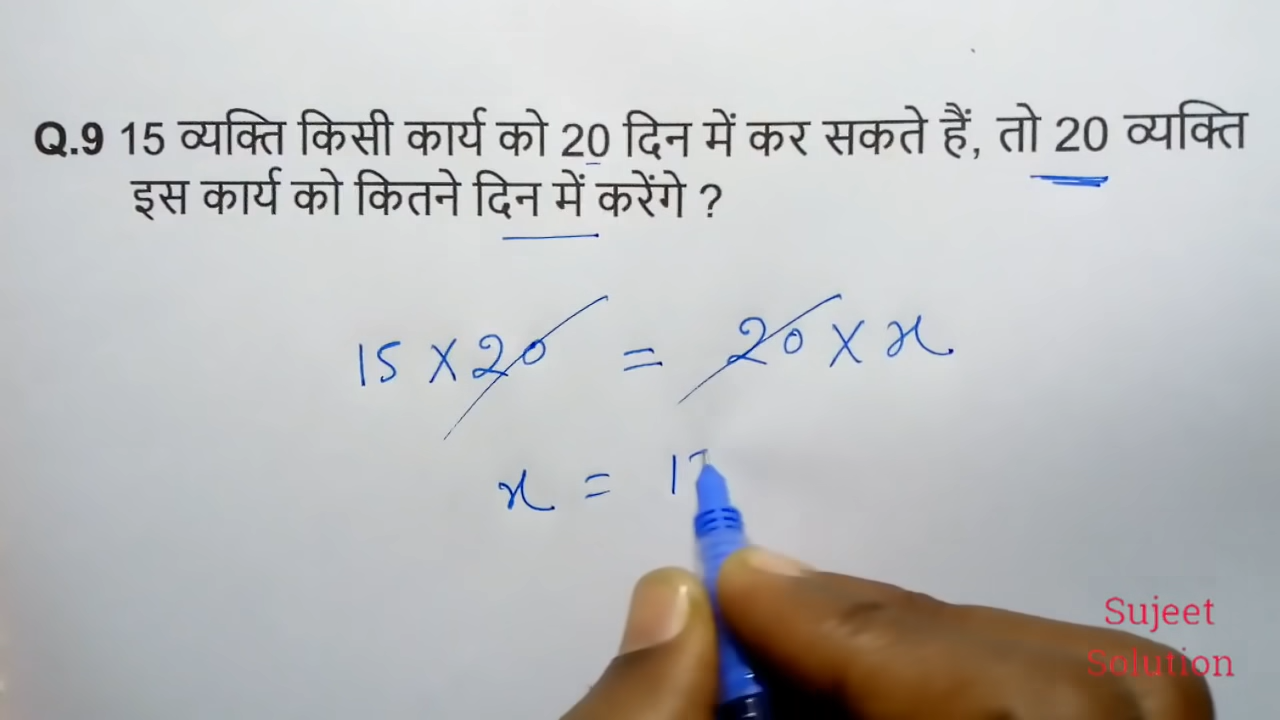 Q.9 15 व्यक्ति किसी कार्य को 20 दिन में कर सकते हैं, तो 20 व्यक्ति
इस कार्य को कितने दिन में करेंगे ?
15 × 20 = 20 × x
x = 1
Sujeet
Solution